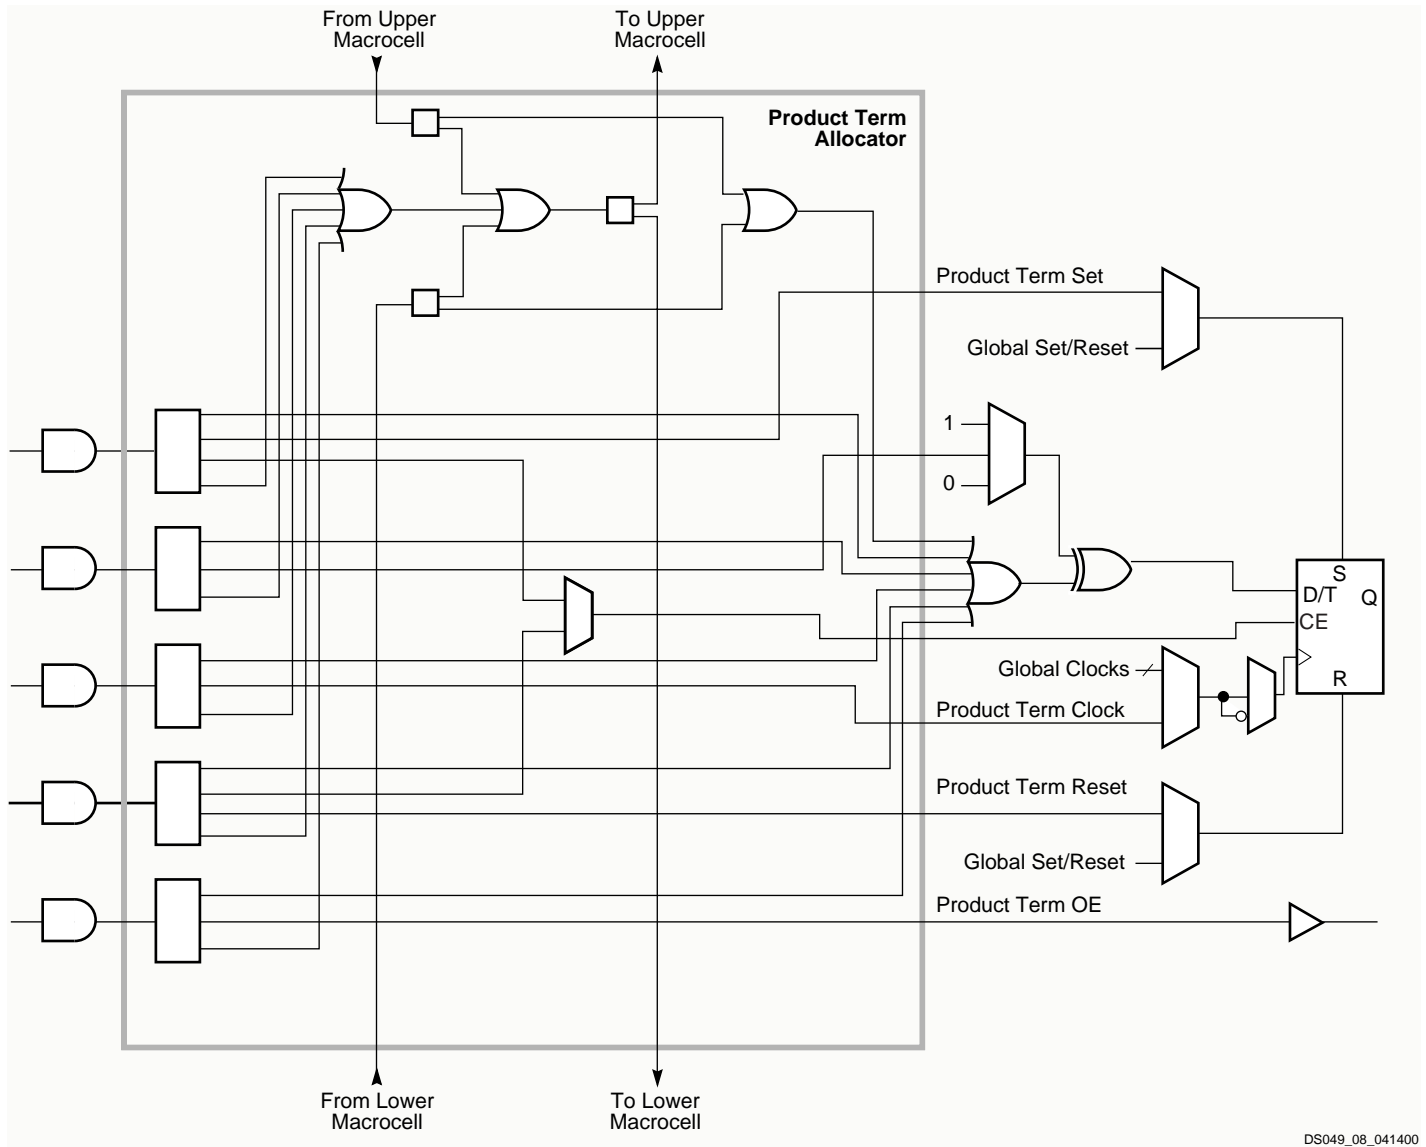 From Upper
Macrocell
To Upper
Macrocell
Product Term
Allocator
Product Term Set
Global Set/Reset
1
0
S
D/T
Q
CE
R
Global Clocks
Product Term Clock
Product Term Reset
Global Set/Reset
Product Term OE
From Lower
Macrocell
To Lower
Macrocell
DS049_08_041400